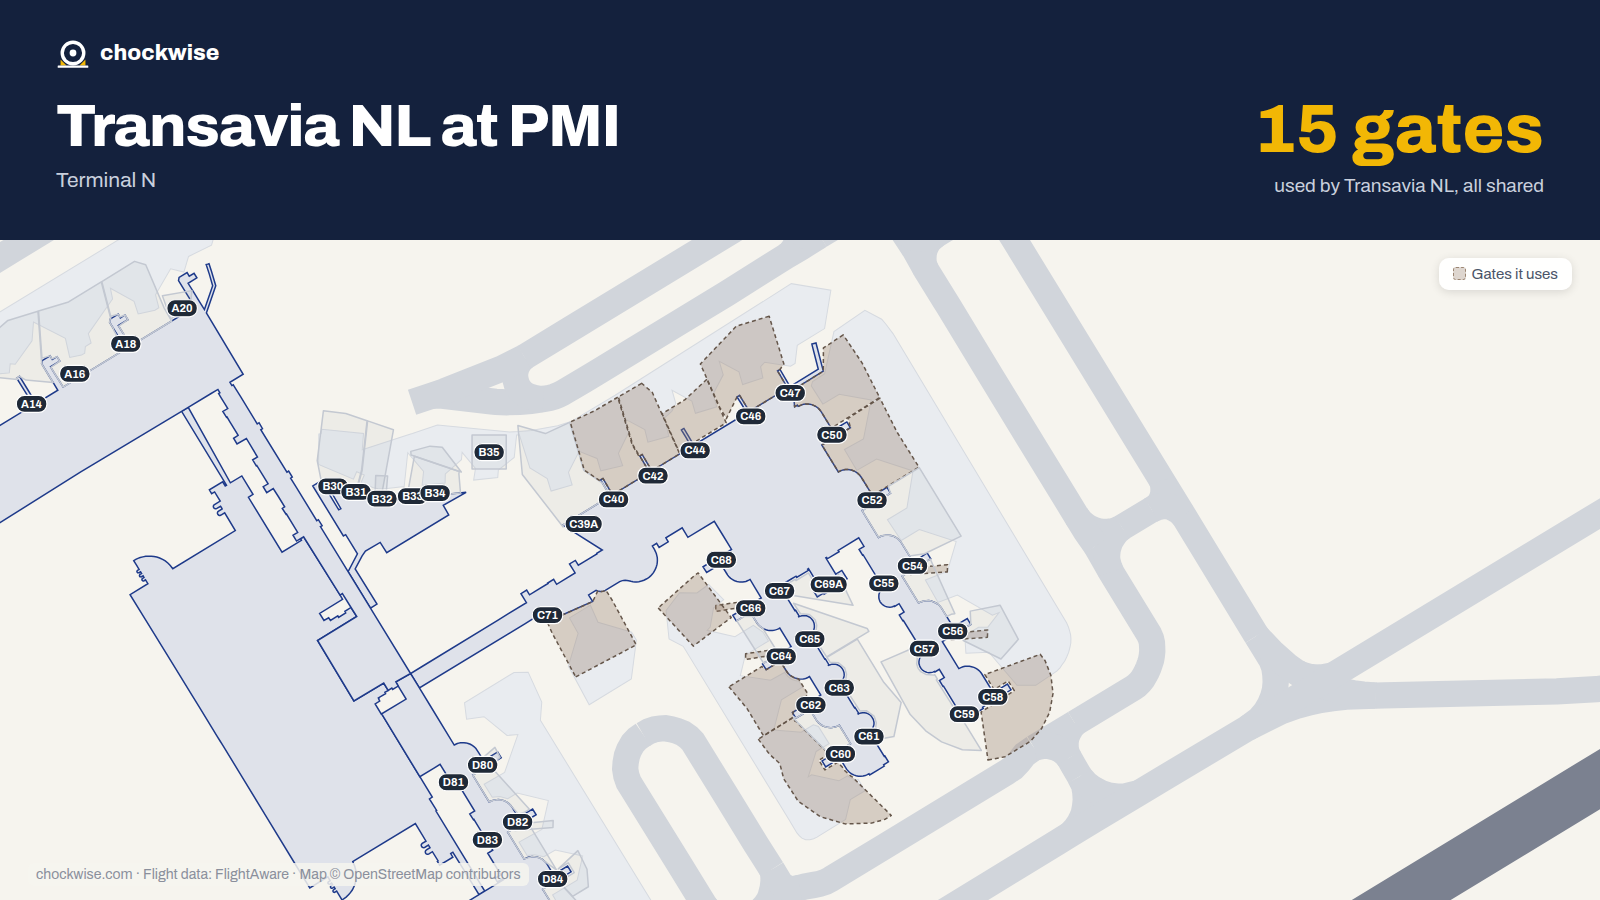 chockwise
Transavia NL at PMI
Terminal N
15 gates
used by Transavia NL, all shared
Gates it uses
A20
A18
A16
A14
B30
B31
B32
B33
B34
B35
C39A
C40
C42
C44
C46
C47
C50
C52
C54
C55
C56
C57
C58
C59
C60
C61
C62
C63
C64
C65
C66
C67
C68
C69A
C71
D80
D81
D82
D83
D84
chockwise.com · Flight data: FlightAware · Map © OpenStreetMap contributors